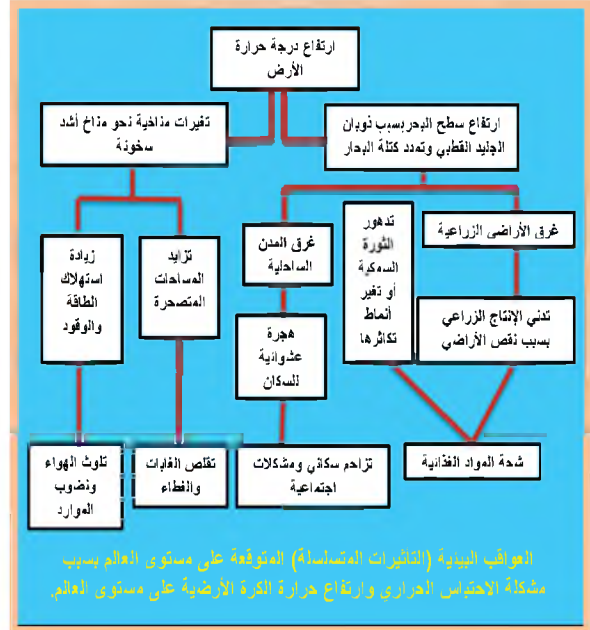 ارتفاع درجة حرارة
الأرض
ارتفاع سطح البحربسبب ذوبان
الجليد القطبي وتمدد كتلة البحار
تغيرات مناخية نحو مناخ أشد
سخونة
غرق الأراضى الزراعية
تدهور
الثورة
السمكية
أو تغير
أنماط
تكاثرها
غرق المدن
الساحلية
تزايد
المساحات
المتصحرة
زيادة
استهلاك
الطاقة
والوقود
تدني الإنتاج الزراعي
بسبب نقص الأراضي
هجرة
عشوائية
للسكان
شحة المواد الغذائية
تزاحم سكاني ومشكلات
اجتماعية
تقلص الغابات
والغطاء
تلوث الهواء
ونضوب
الموارد
العواقب البيئية (التأثيرات المتسلسلة) المتوقعة على مستوى العالم بسبب
مشكلة الاحتباس الحراري وارتفاع حرارة الكرة الأرضية على مستوى العالم.